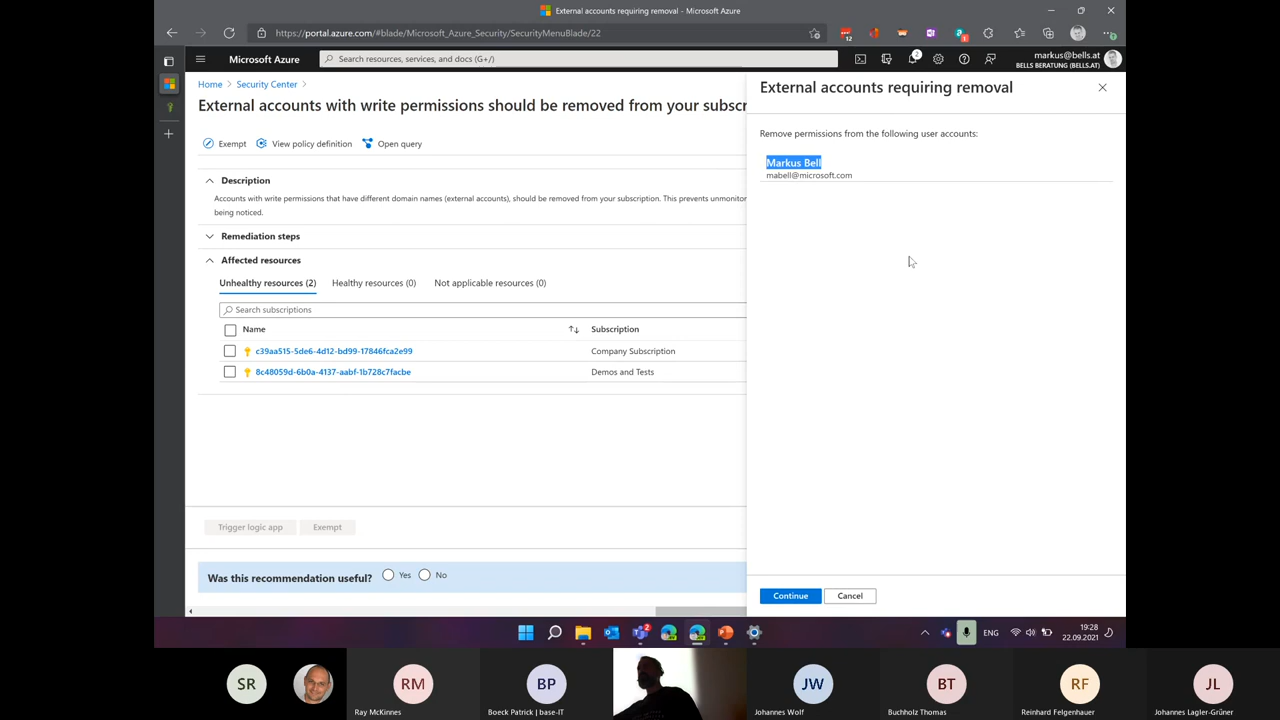 External accounts requiring removal - Microsoft Azure
https://portal.azure.com/#blade/Microsoft_Azure_Security/SecurityMenuBlade/22
12
Microsoft Azure
Search resources, services, and docs (G+/)
2
markus@bells.at
BELLS BERATUNG (BELLS.AT)
Home
Security Center
External accounts with write permissions should be removed from your subscr
Exempt
View policy definition
Open query
Description
Accounts with write permissions that have different domain names (external accounts), should be removed from your subscription. This prevents unmonitor
being noticed.
Remediation steps
Affected resources
Unhealthy resources (2)
Healthy resources (0)
Not applicable resources (0)
Search subscriptions
Name
Subscription
c39aa515-5de6-4d12-bd99-17846fca2e99
Company Subscription
8c48059d-6b0a-4137-aabf-1b728c7facbe
Demos and Tests
Trigger logic app
Exempt
Was this recommendation useful?
Yes
No
External accounts requiring removal
Remove permissions from the following user accounts:
Markus Bell
mabell@microsoft.com
Continue
Cancel
2
ENG
19:28
22.09.2021
SR
RM
Ray McKinnes
BP
Boeck Patrick | base-IT
JW
Johannes Wolf
BT
Buchholz Thomas
RF
Reinhard Felgenhauer
JL
Johannes Lagler-Grüner